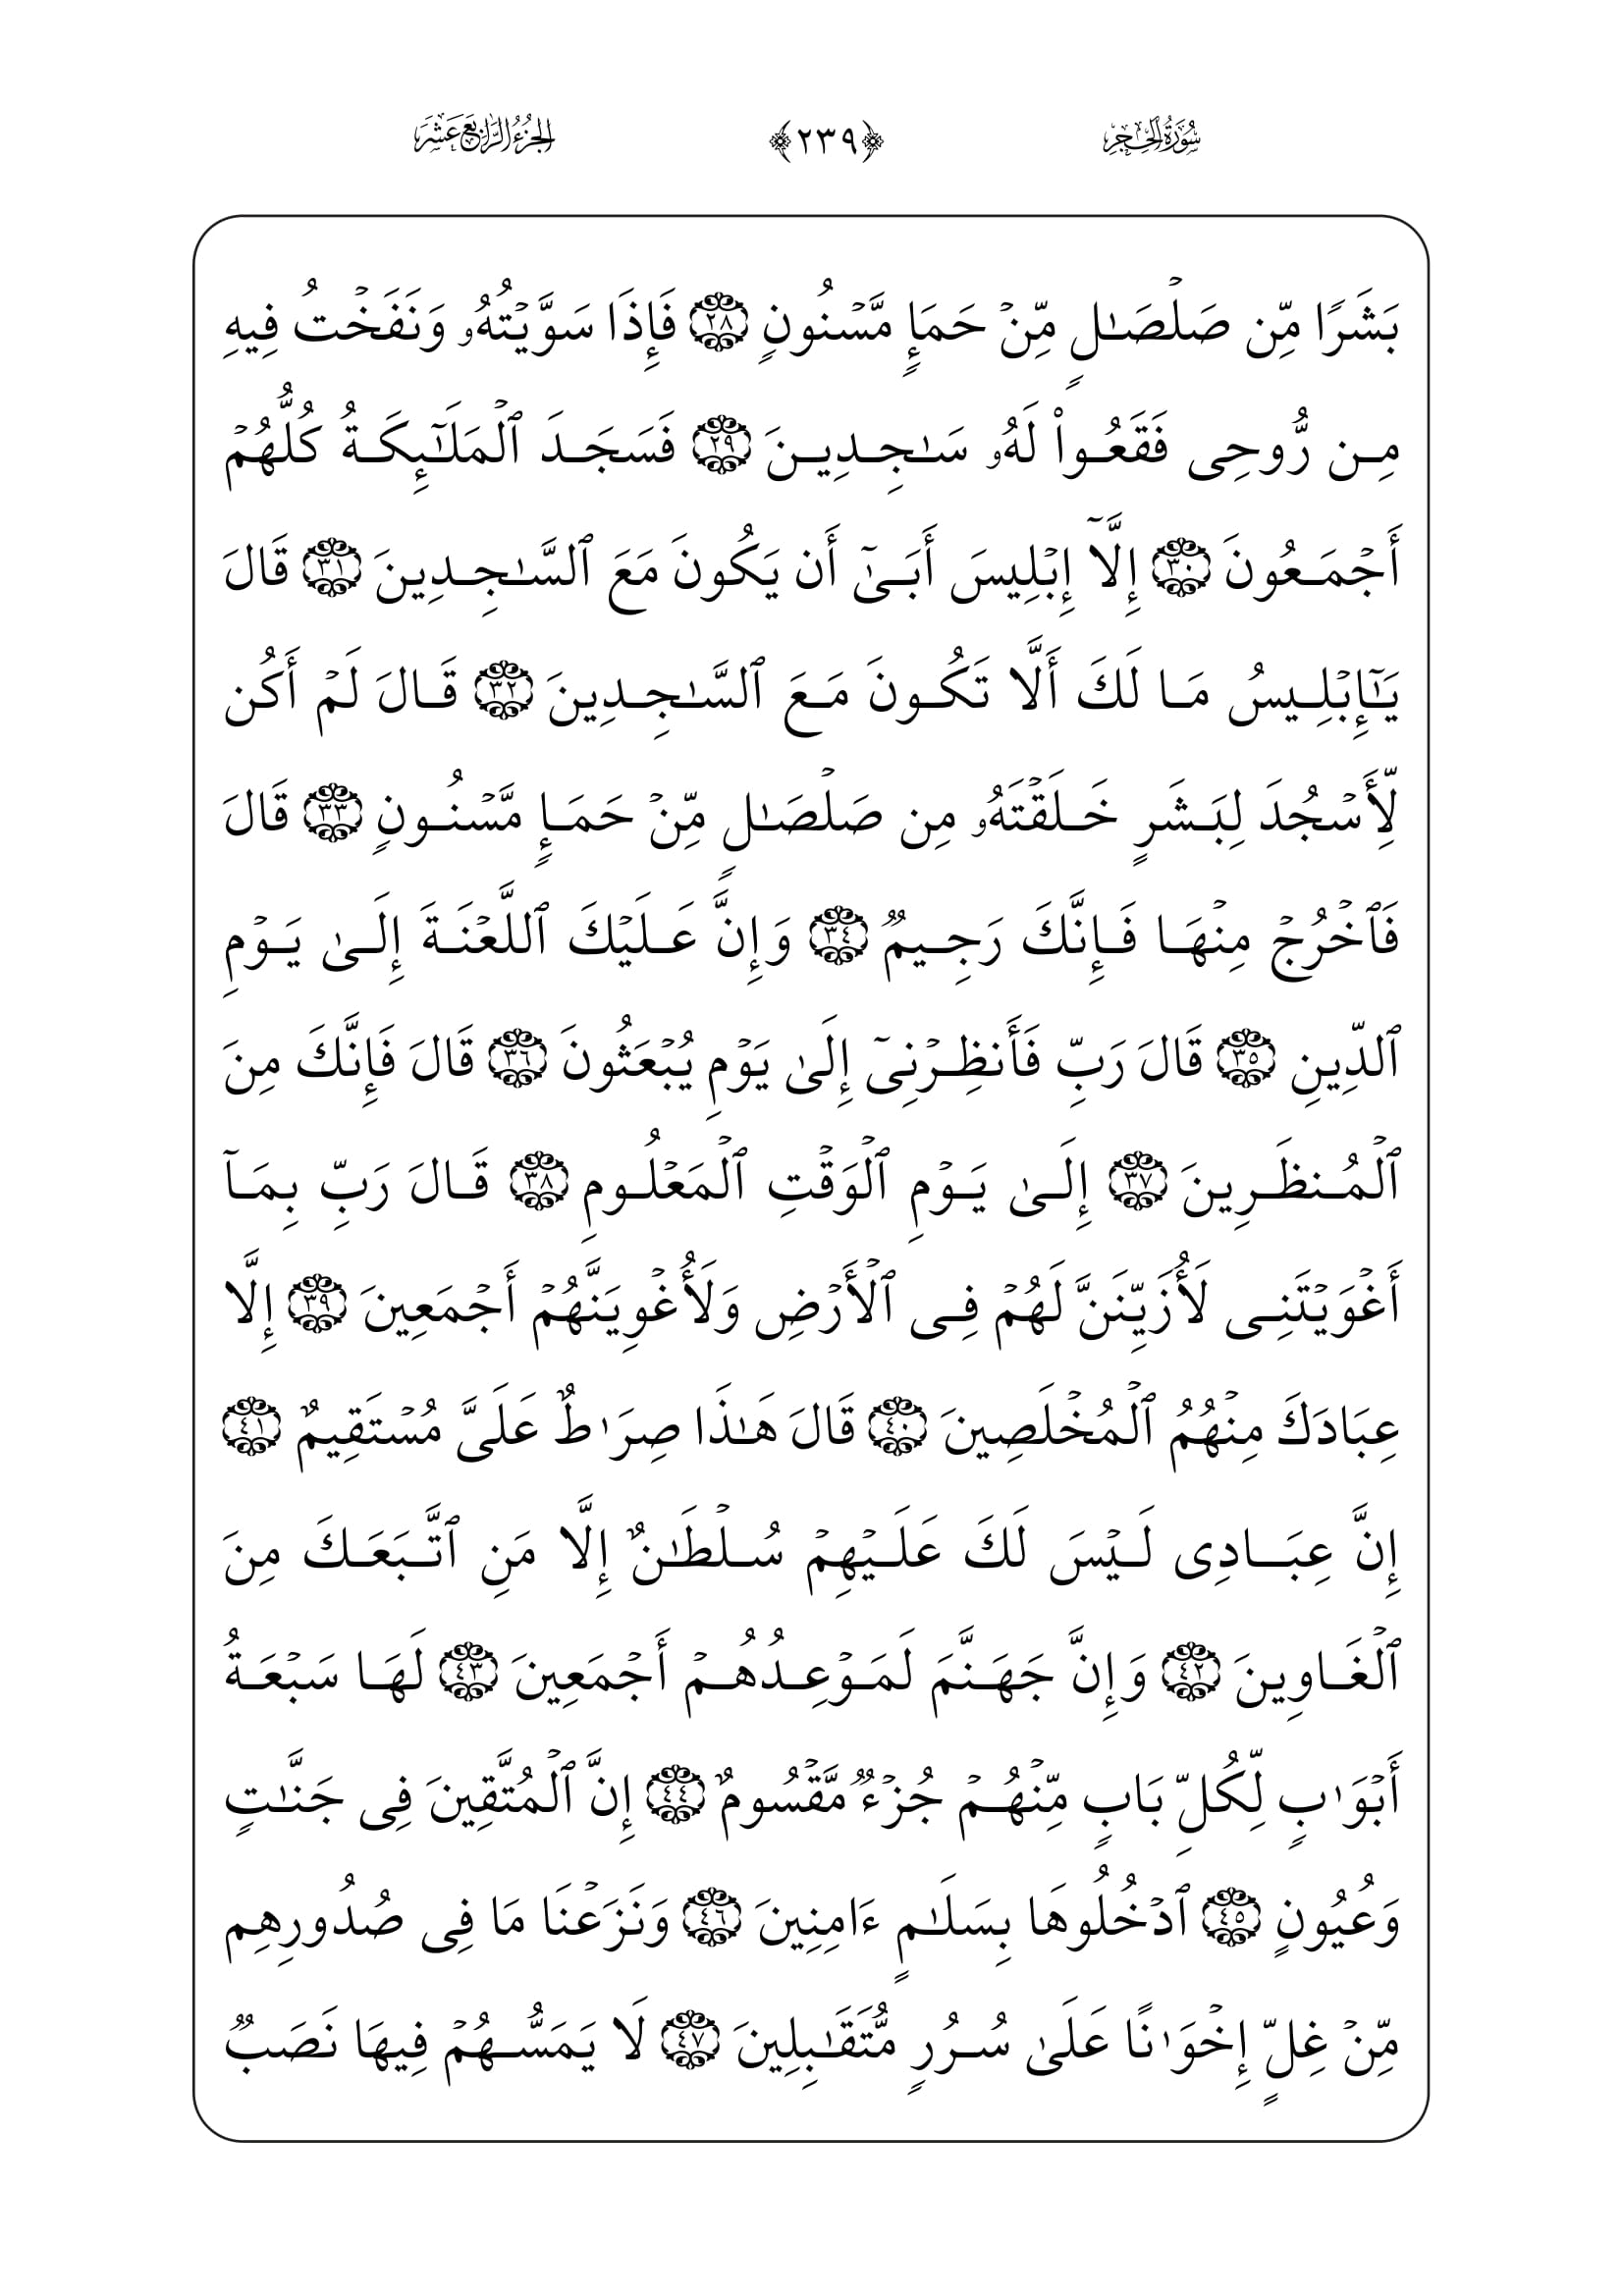 سُورَةُ الحِجرِ ﴿٢٣٩﴾ الجُزءُ الرَّابِعَ عَشَرَ
بَشَرًا مِّن صَلۡصَـٰلٍ مِّنۡ حَمَإٍ مَّسۡنُونٍ ٢٨ فَإِذَا سَوَّيۡتُهُۥ وَنَفَخۡتُ فِيهِ
مِن رُّوحِى فَقَعُوا۟ لَهُۥ سَـٰجِدِينَ ٢٩ فَسَجَدَ ٱلۡمَلَـٰٓئِكَةُ كُلُّهُمۡ
أَجۡمَعُونَ ٣٠ إِلَّآ إِبۡلِيسَ أَبَىٰٓ أَن يَكُونَ مَعَ ٱلسَّـٰجِدِينَ ٣١ قَالَ
يَـٰٓإِبۡلِيسُ مَا لَكَ أَلَّا تَكُونَ مَعَ ٱلسَّـٰجِدِينَ ٣٢ قَالَ لَمۡ أَكُن
لِّأَسۡجُدَ لِبَشَرٍ خَلَقۡتَهُۥ مِن صَلۡصَـٰلٍ مِّنۡ حَمَإٍ مَّسۡنُونٍ ٣٣ قَالَ
فَٱخۡرُجۡ مِنۡهَا فَإِنَّكَ رَجِيمٌ ٣٤ وَإِنَّ عَلَيۡكَ ٱللَّعۡنَةَ إِلَىٰ يَوۡمِ
ٱلدِّينِ ٣٥ قَالَ رَبِّ فَأَنظِرۡنِىٓ إِلَىٰ يَوۡمِ يُبۡعَثُونَ ٣٦ قَالَ فَإِنَّكَ مِنَ
ٱلۡمُنظَرِينَ ٣٧ إِلَىٰ يَوۡمِ ٱلۡوَقۡتِ ٱلۡمَعۡلُومِ ٣٨ قَالَ رَبِّ بِمَآ
أَغۡوَيۡتَنِى لَأُزَيِّنَنَّ لَهُمۡ فِى ٱلۡأَرۡضِ وَلَأُغۡوِيَنَّهُمۡ أَجۡمَعِينَ ٣٩ إِلَّا
عِبَادَكَ مِنۡهُمُ ٱلۡمُخۡلَصِينَ ٤٠ قَالَ هَـٰذَا صِرَٰطٌ عَلَىَّ مُسۡتَقِيمٌ ٤١
إِنَّ عِبَادِى لَيۡسَ لَكَ عَلَيۡهِمۡ سُلۡطَـٰنٌ إِلَّا مَنِ ٱتَّبَعَكَ مِنَ
ٱلۡغَاوِينَ ٤٢ وَإِنَّ جَهَنَّمَ لَمَوۡعِدُهُمۡ أَجۡمَعِينَ ٤٣ لَهَا سَبۡعَةُ
أَبۡوَٰبٍ لِّكُلِّ بَابٍ مِّنۡهُمۡ جُزۡءٌ مَّقۡسُومٌ ٤٤ إِنَّ ٱلۡمُتَّقِينَ فِى جَنَّـٰتٍ
وَعُيُونٍ ٤٥ ٱدۡخُلُوهَا بِسَلَـٰمٍ ءَامِنِينَ ٤٦ وَنَزَعۡنَا مَا فِى صُدُورِهِم
مِّنۡ غِلٍّ إِخۡوَٰنًا عَلَىٰ سُرُرٍ مُّتَقَـٰبِلِينَ ٤٧ لَا يَمَسُّهُمۡ فِيهَا نَصَبٌ